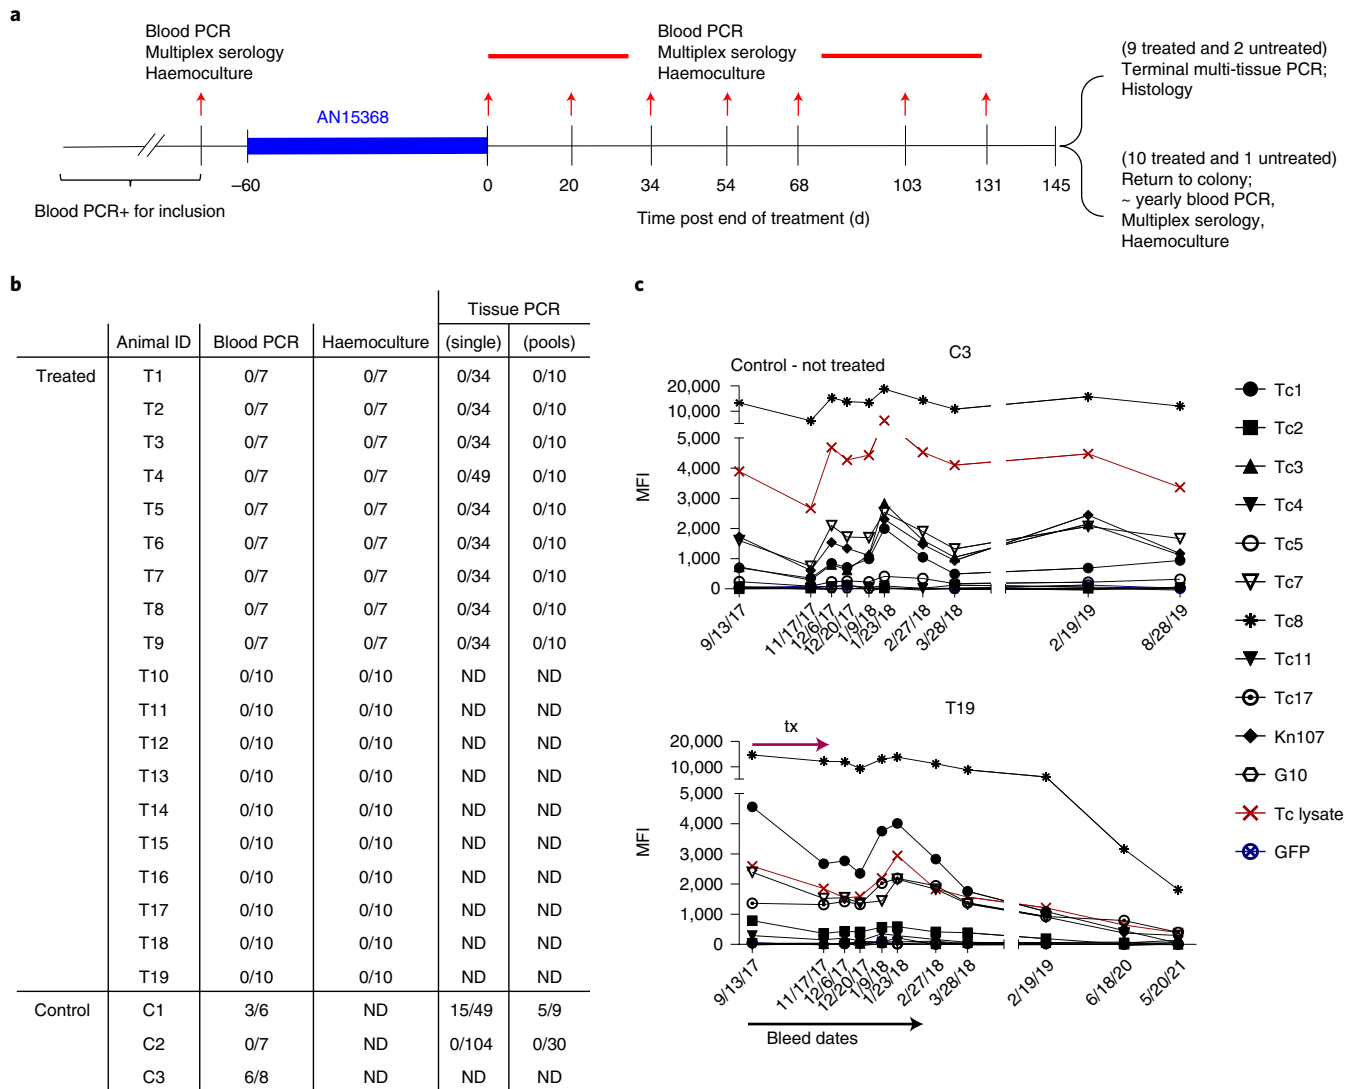 a
Blood PCR
Multiplex serology
Haemoculture
Blood PCR
Multiplex serology
Haemoculture
(9 treated and 2 untreated)
Terminal multi-tissue PCR;
Histology
AN15368
–60
0
20
34
54
68
103
131
145
Blood PCR+ for inclusion
Time post end of treatment (d)
(10 treated and 1 untreated)
Return to colony;
~ yearly blood PCR,
Multiplex serology,
Haemoculture
b
Tissue PCR
Animal ID Blood PCR Haemoculture (single) (pools)
Treated T1 0/7 0/7 0/34 0/10
T2 0/7 0/7 0/34 0/10
T3 0/7 0/7 0/34 0/10
T4 0/7 0/7 0/49 0/10
T5 0/7 0/7 0/34 0/10
T6 0/7 0/7 0/34 0/10
T7 0/7 0/7 0/34 0/10
T8 0/7 0/7 0/34 0/10
T9 0/7 0/7 0/34 0/10
T10 0/10 0/10 ND ND
T11 0/10 0/10 ND ND
T12 0/10 0/10 ND ND
T13 0/10 0/10 ND ND
T14 0/10 0/10 ND ND
T15 0/10 0/10 ND ND
T16 0/10 0/10 ND ND
T17 0/10 0/10 ND ND
T18 0/10 0/10 ND ND
T19 0/10 0/10 ND ND
Control C1 3/6 ND 15/49 5/9
C2 0/7 ND 0/104 0/30
C3 6/8 ND ND ND
c
C3
Control - not treated
20,000
10,000
5,000
4,000
3,000
2,000
1,000
0
MFI
9/13/17
11/17/17
12/6/17
12/20/17
1/9/18
1/23/18
2/27/18
3/28/18
2/19/19
8/28/19
T19
tx
20,000
10,000
5,000
4,000
3,000
2,000
1,000
0
MFI
9/13/17
11/17/17
12/6/17
12/20/17
1/9/18
1/23/18
2/27/18
3/28/18
2/19/19
6/18/20
5/20/21
Bleed dates
Tc1
Tc2
Tc3
Tc4
Tc5
Tc7
Tc8
Tc11
Tc17
Kn107
G10
Tc lysate
GFP